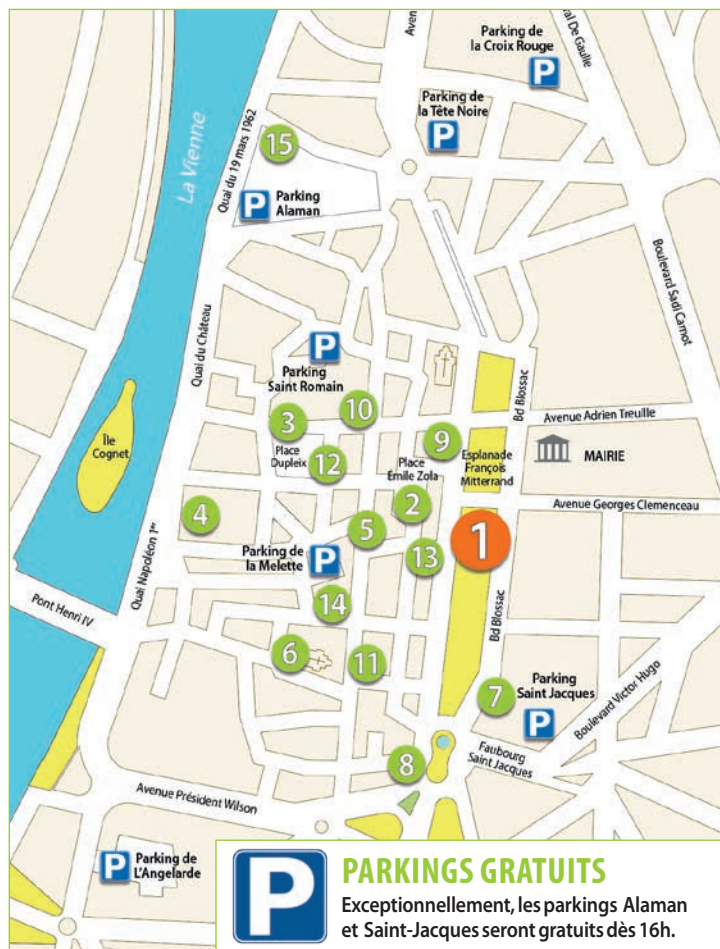 Parking de
la Croix Rouge
P
Parking de
la Tête Noire
P
Aven
al De Gaulle
La Vienne
Quai du 19 mars 1962
15
P
Parking
Alaman
Boulevard Sadi Carnot
Quai du Château
P
Parking
Saint Romain
Bd Blossac
Avenue Adrien Treuille
3
10
9
Île
Cognet
Place
Dupleix
12
Place
Émile Zola
Esplanade
François
Mitterrand
MAIRIE
4
2
Avenue Georges Clemenceau
5
1
Parking de
la Melette
P
13
Quai Napoléon 1er
Pont Henri IV
14
Bd Blossac
6
11
7
Parking
Saint Jacques
P
Boulevard Victor Hugo
8
Faubourg
Saint Jacques
Avenue Président Wilson
P
Parking de
L'Angelarde
P
PARKINGS GRATUITS
Exceptionnellement, les parkings Alaman
et Saint-Jacques seront gratuits dès 16h.